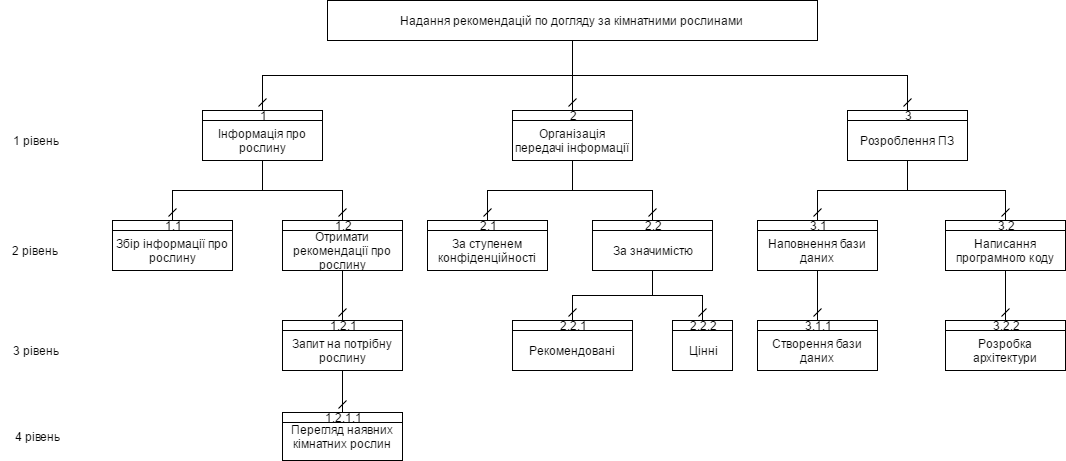 Надання рекомендацій по догляду за кімнатними рослинами
1 рівень
1
Інформація про
рослину
2
Організація
передачі інформації
3
Розроблення ПЗ
2 рівень
1.1
Збір інформації про
рослину
1.2
Отримати
рекомендації про
рослину
2.1
За ступенем
конфіденційності
2.2
За значимістю
3.1
Наповнення бази
даних
3.2
Написання
програмного коду
3 рівень
1.2.1
Запит на потрібну
рослину
2.2.1
Рекомендовані
2.2.2
Цінні
3.1.1
Створення бази
даних
3.2.2
Розробка
архітектури
4 рівень
1.2.1.1
Перегляд наявних
кімнатних рослин